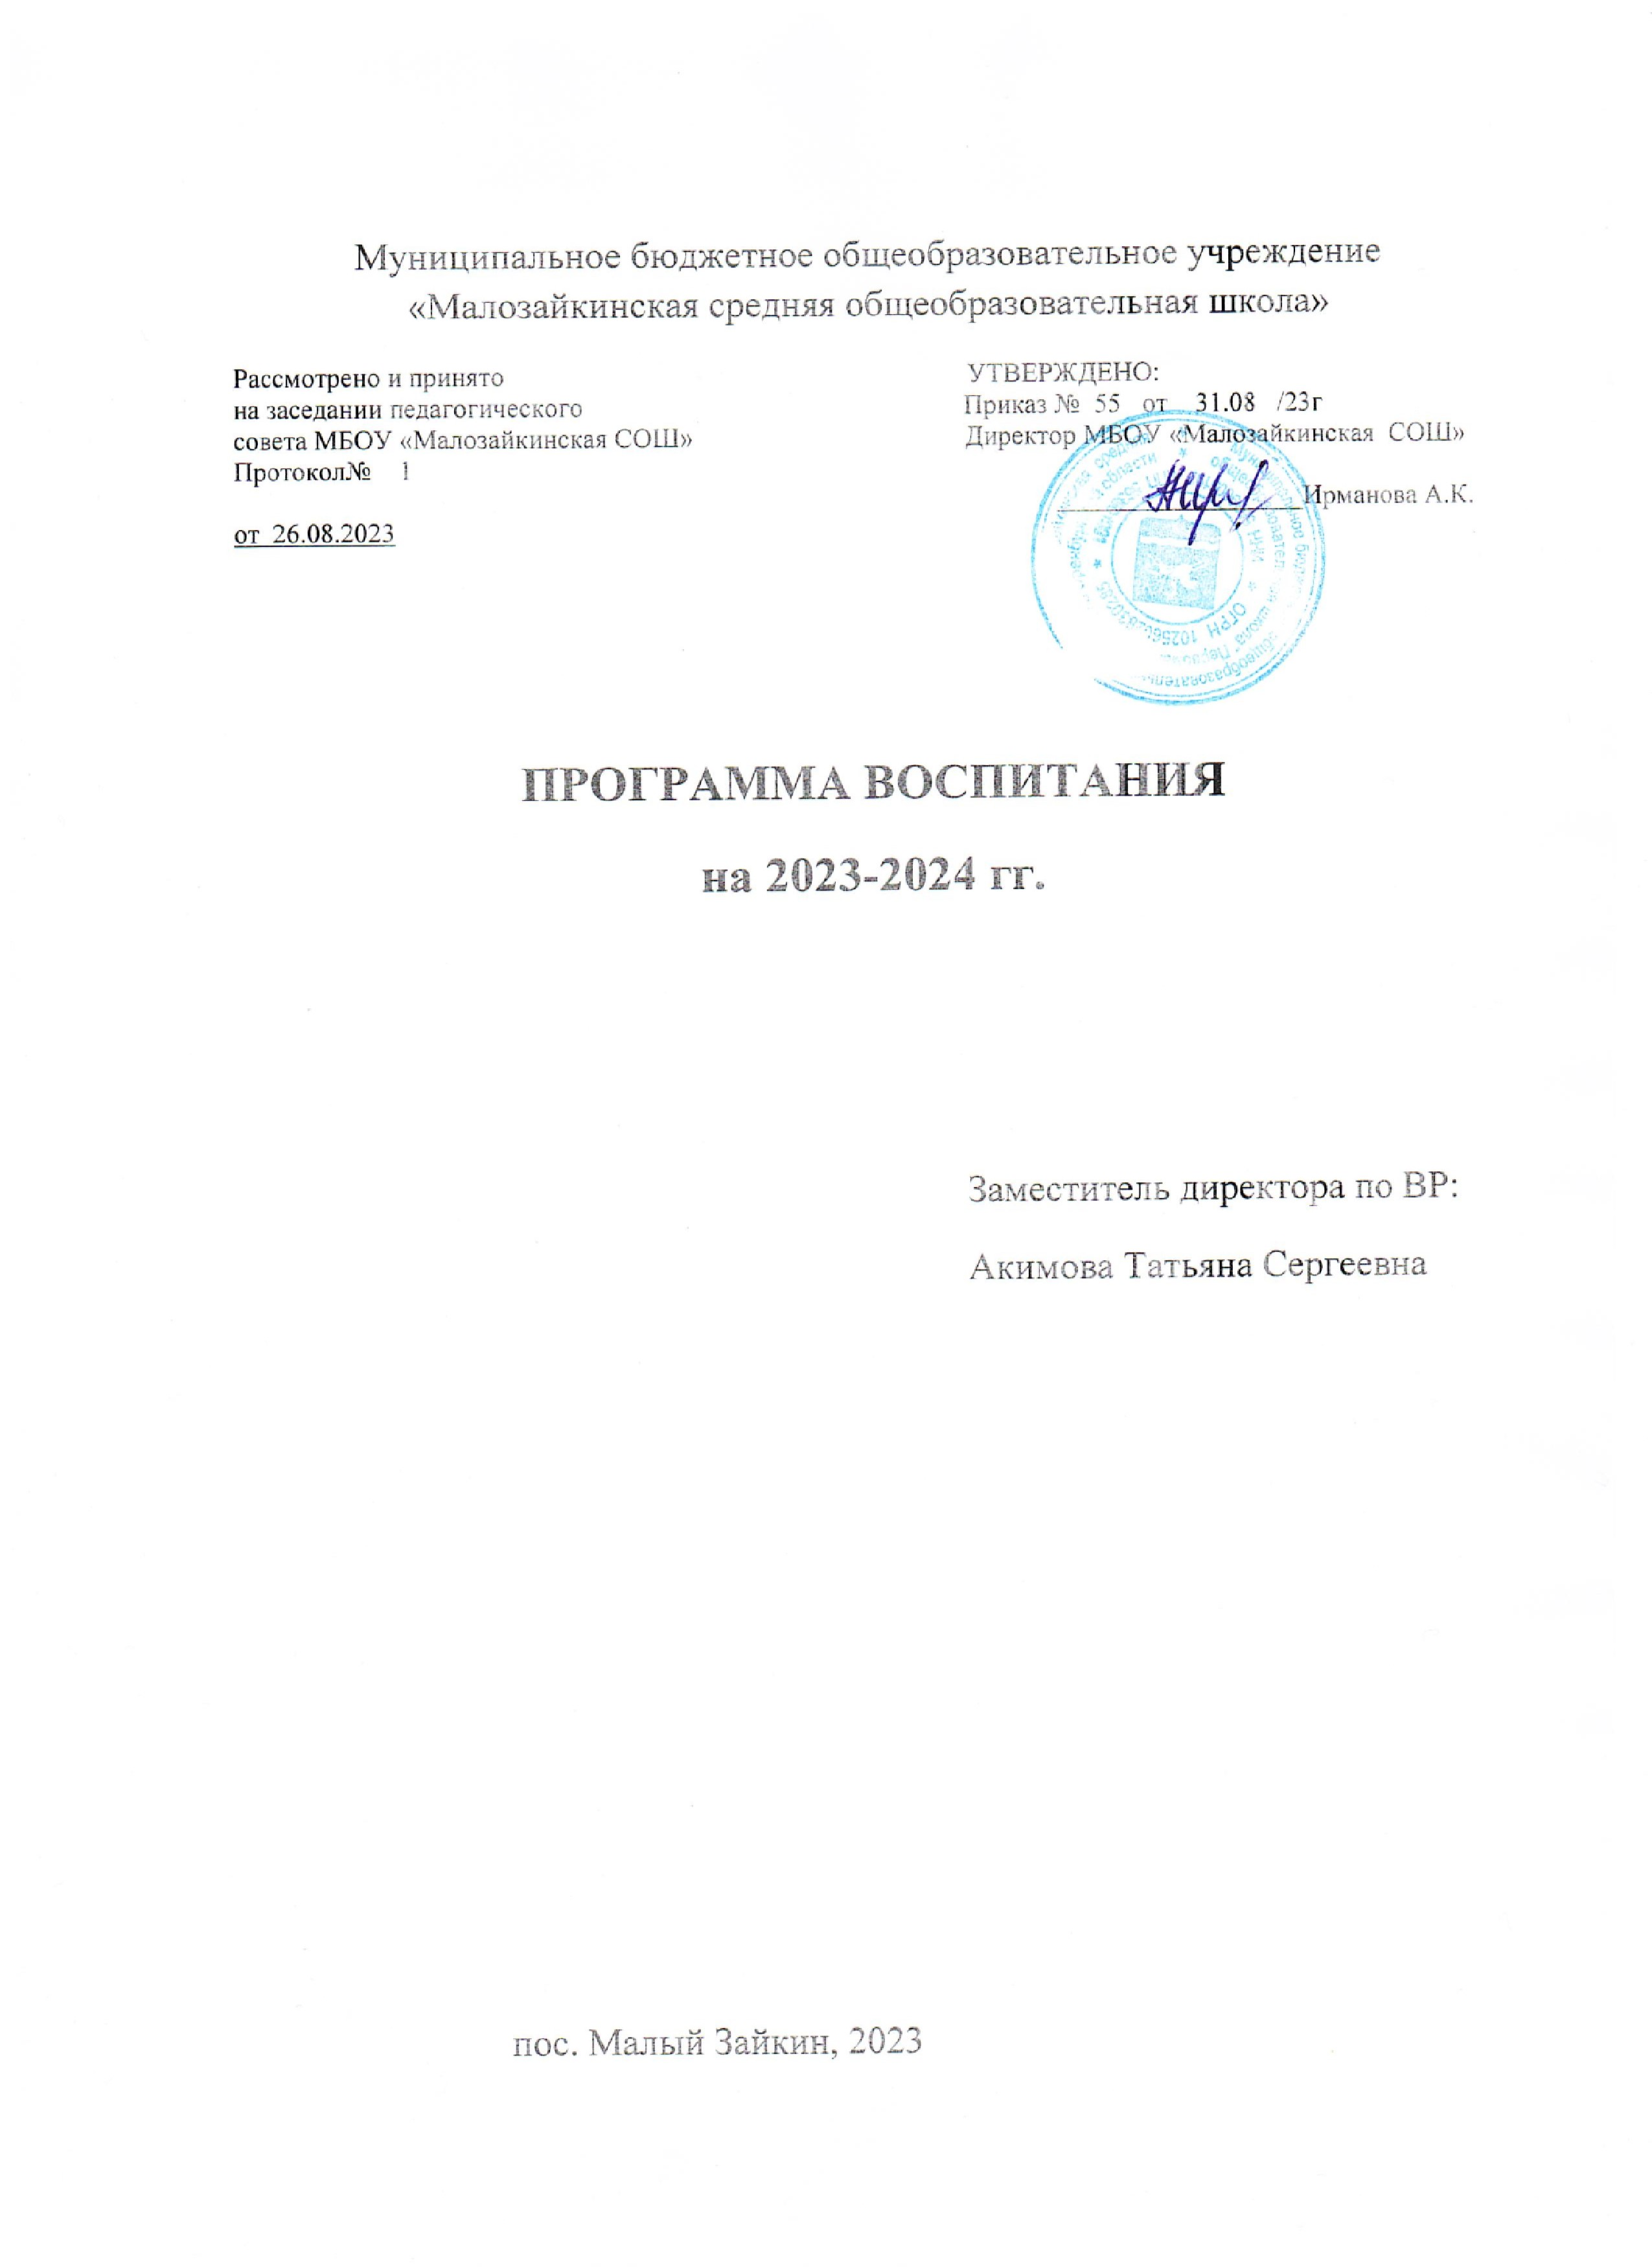 Муниципальное бюджетное общеобразовательное учреждение
«Малозайкинская средняя общеобразовательная школа»
Рассмотрено и принято
на заседании педагогического
совета МБОУ «Малозайкинская СОШ»
Протокол№ 1
от 26.08.2023
УТВЕРЖДЕНО:
Приказ № 55 от 31.08 /23г
Директор МБОУ «Малозайкинская СОШ»
Ирманова А.К.
ПРОГРАММА ВОСПИТАНИЯ
на 2023-2024 гг.
Заместитель директора по ВР:
Акимова Татьяна Сергеевна
пос. Малый Зайкин, 2023